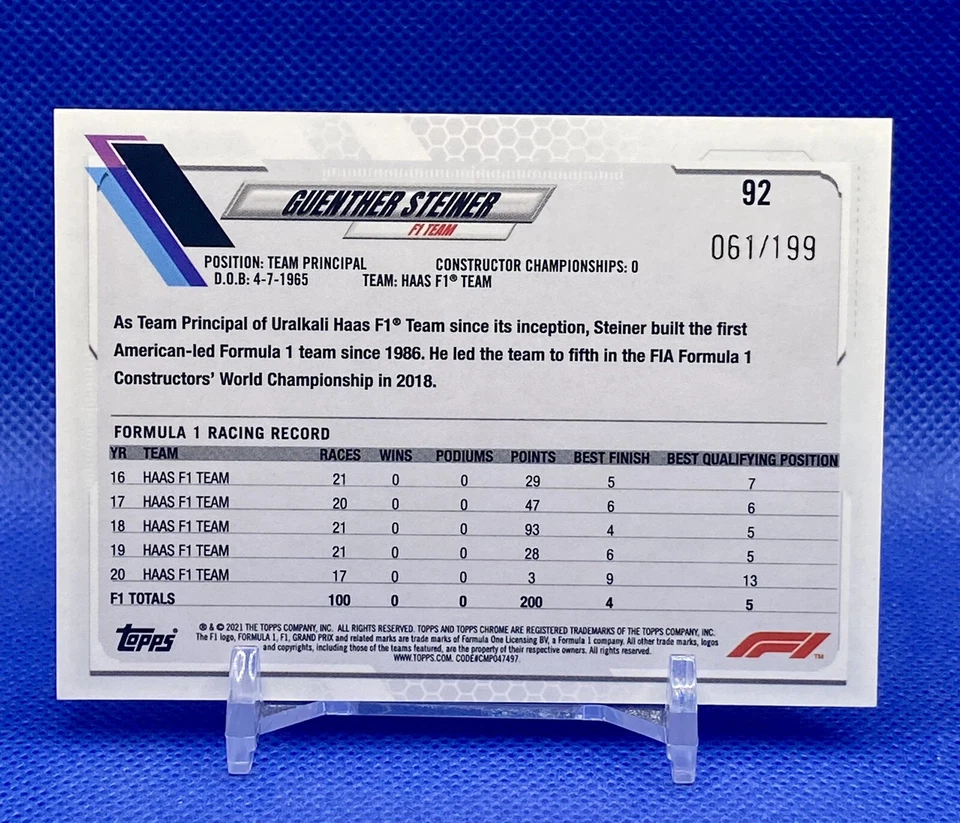 GUENTHER STEINER
F1 TEAM
92
061/199
POSITION: TEAM PRINCIPAL CONSTRUCTOR CHAMPIONSHIPS: 0
D.O.B: 4-7-1965 TEAM: HAAS F1® TEAM
As Team Principal of Uralkali Haas F1® Team since its inception, Steiner built the first
American-led Formula 1 team since 1986. He led the team to fifth in the FIA Formula 1
Constructors' World Championship in 2018.
FORMULA 1 RACING RECORD
YR TEAM RACES WINS PODIUMS POINTS BEST FINISH BEST QUALIFYING POSITION
16 HAAS F1 TEAM 21 0 0 29 5 7
17 HAAS F1 TEAM 20 0 0 47 6 6
18 HAAS F1 TEAM 21 0 0 93 4 5
19 HAAS F1 TEAM 21 0 0 28 6 5
20 HAAS F1 TEAM 17 0 0 3 9 13
F1 TOTALS 100 0 0 200 4 5
topps®
® & © 2021 THE TOPPS COMPANY, INC. ALL RIGHTS RESERVED. TOPPS AND TOPPS CHROME ARE REGISTERED TRADEMARKS OF THE TOPPS COMPANY, INC.
The F1 logo, FORMULA 1, F1, GRAND PRIX and related marks are trade marks of Formula One Licensing BV, a Formula 1 company. All other trade marks, logos
and copyrights, including those of the teams featured, are the property of their respective owners. All rights reserved.
WWW.TOPPS.COM. CODE#CMP047497.
F1™